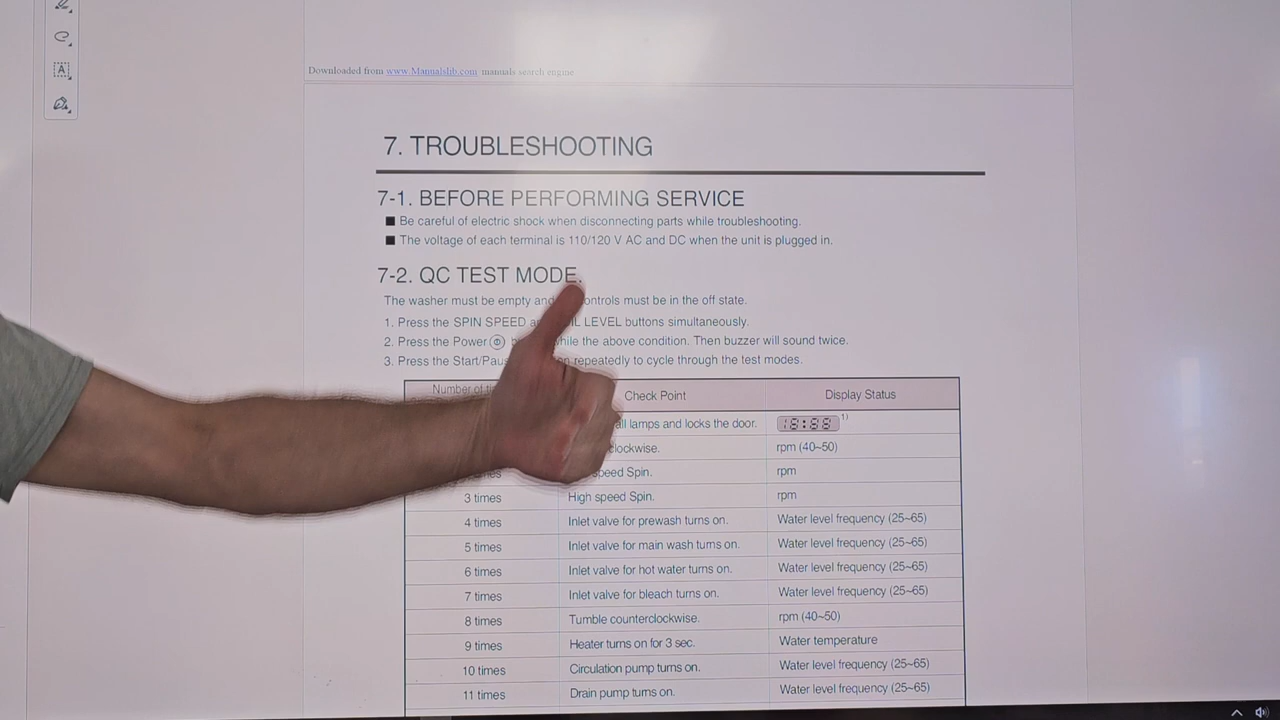 Downloaded from www.Manualslib.com manuals search engine
7. TROUBLESHOOTING
7-1. BEFORE PERFORMING SERVICE
■ Be careful of electric shock when disconnecting parts while troubleshooting.
■ The voltage of each terminal is 110/120 V AC and DC when the unit is plugged in.
7-2. QC TEST MODE.
The washer must be empty and controls must be in the off state.
1. Press the SPIN SPEED LEVEL buttons simultaneously.
2. Press the Power while the above condition. Then buzzer will sound twice.
3. Press the Start/Pause repeatedly to cycle through the test modes.
Number of Check Point Display Status
all lamps and locks the door. 18:88 1)
clockwise. rpm (40~50)
speed Spin. rpm
3 times High speed Spin. rpm
4 times Inlet valve for prewash turns on. Water level frequency (25~65)
5 times Inlet valve for main wash turns on. Water level frequency (25~65)
6 times Inlet valve for hot water turns on. Water level frequency (25~65)
7 times Inlet valve for bleach turns on. Water level frequency (25~65)
8 times Tumble counterclockwise. rpm (40~50)
9 times Heater turns on for 3 sec. Water temperature
10 times Circulation pump turns on. Water level frequency (25~65)
11 times Drain pump turns on. Water level frequency (25~65)